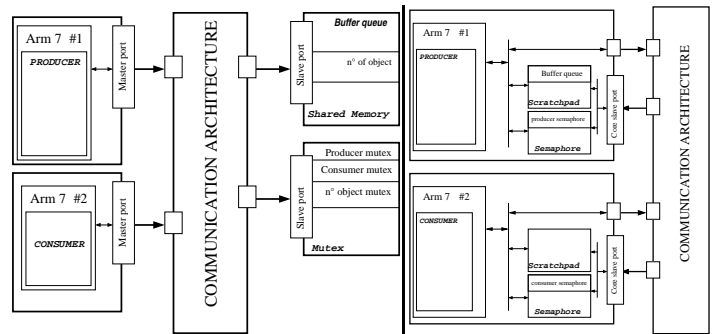 Arm 7 #1
PRODUCER
Master port
Arm 7 #2
CONSUMER
Master port
COMMUNICATION ARCHITECTURE
Slave port
Buffer queue
n° of object
Shared Memory
Slave port
Producer mutex
Consumer mutex
n° object mutex
Mutex
Arm 7 #1
PRODUCER
Buffer queue
Scratchpad
producer semaphore
Semaphore
Core slave port
Arm 7 #2
CONSUMER
Scratchpad
consumer semaphore
Semaphore
Core slave port
COMMUNICATION ARCHITECTURE